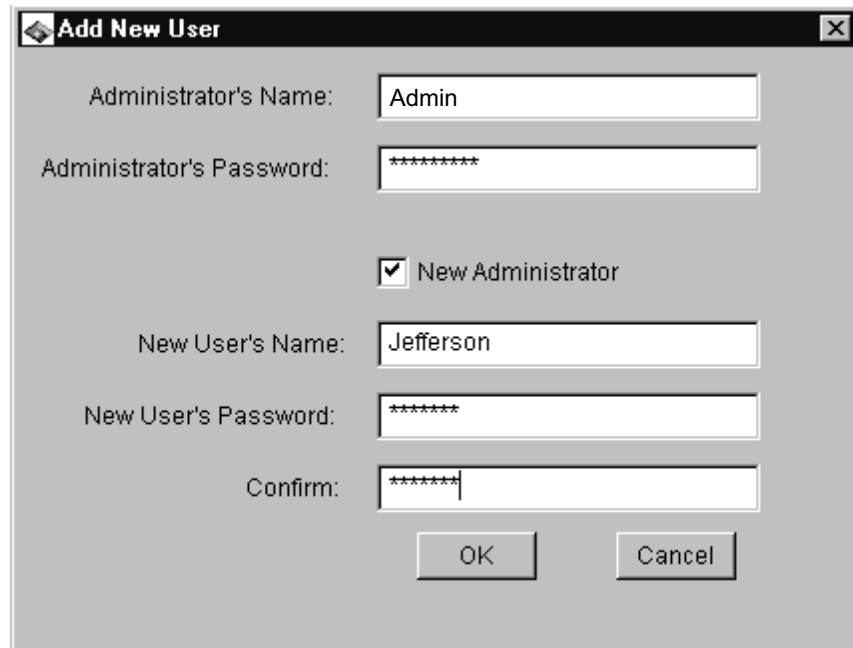 Add New User
Administrator's Name: Admin
Administrator's Password: *********
New Administrator
New User's Name: Jefferson
New User's Password: *******
Confirm: *******
OK Cancel